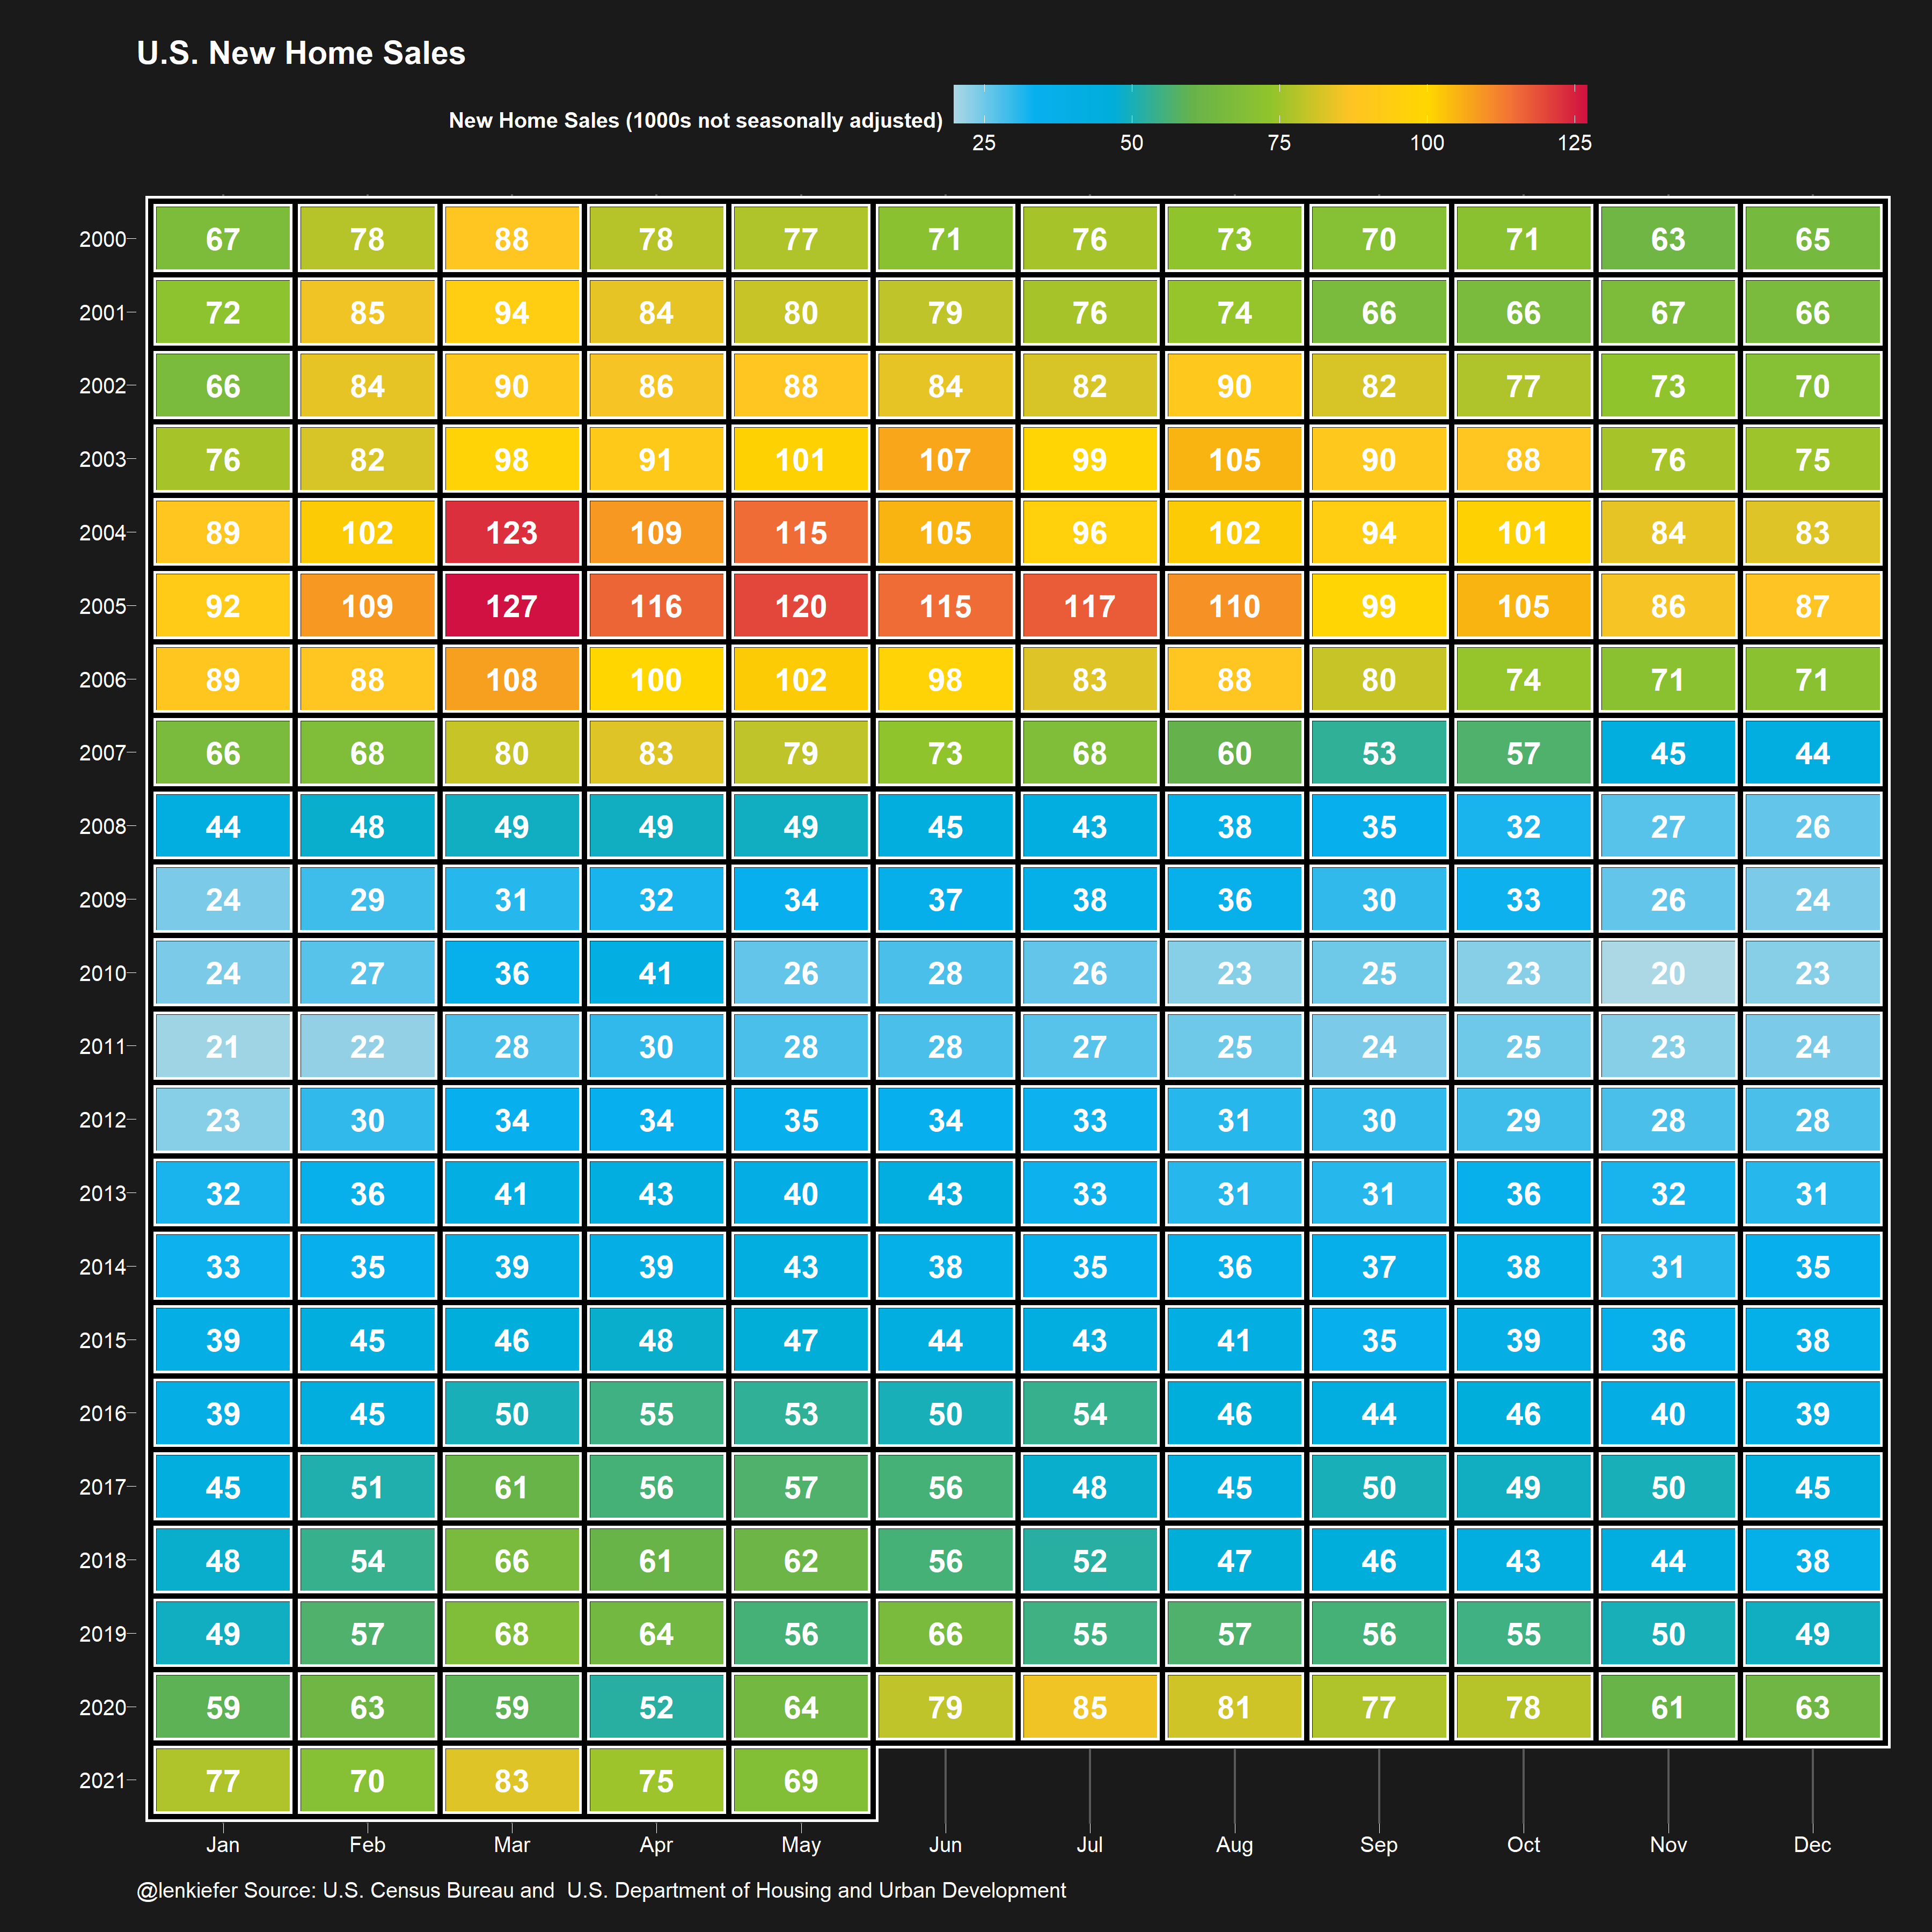 U.S. New Home Sales
New Home Sales (1000s not seasonally adjusted)
25 50 75 100 125
2000 67 78 88 78 77 71 76 73 70 71 63 65
2001 72 85 94 84 80 79 76 74 66 66 67 66
2002 66 84 90 86 88 84 82 90 82 77 73 70
2003 76 82 98 91 101 107 99 105 90 88 76 75
2004 89 102 123 109 115 105 96 102 94 101 84 83
2005 92 109 127 116 120 115 117 110 99 105 86 87
2006 89 88 108 100 102 98 83 88 80 74 71 71
2007 66 68 80 83 79 73 68 60 53 57 45 44
2008 44 48 49 49 49 45 43 38 35 32 27 26
2009 24 29 31 32 34 37 38 36 30 33 26 24
2010 24 27 36 41 26 28 26 23 25 23 20 23
2011 21 22 28 30 28 28 27 25 24 25 23 24
2012 23 30 34 34 35 34 33 31 30 29 28 28
2013 32 36 41 43 40 43 33 31 31 36 32 31
2014 33 35 39 39 43 38 35 36 37 38 31 35
2015 39 45 46 48 47 44 43 41 35 39 36 38
2016 39 45 50 55 53 50 54 46 44 46 40 39
2017 45 51 61 56 57 56 48 45 50 49 50 45
2018 48 54 66 61 62 56 52 47 46 43 44 38
2019 49 57 68 64 56 66 55 57 56 55 50 49
2020 59 63 59 52 64 79 85 81 77 78 61 63
2021 77 70 83 75 69
Jan Feb Mar Apr May Jun Jul Aug Sep Oct Nov Dec
@lenkiefer Source: U.S. Census Bureau and  U.S. Department of Housing and Urban Development